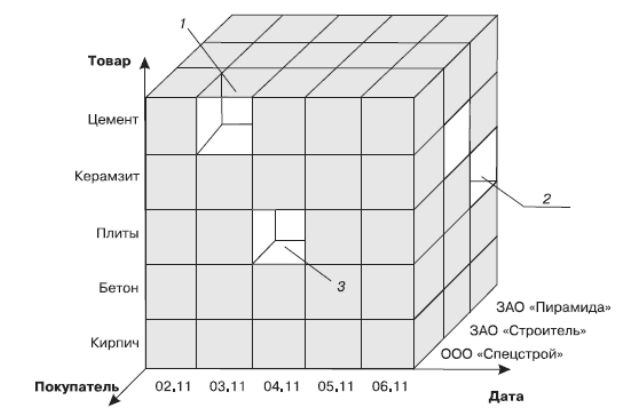 1
Товар
Цемент
Керамзит
2
Плиты
3
Бетон
ЗАО «Пирамида»
ЗАО «Строитель»
Кирпич
ООО «Спецстрой»
Покупатель 02.11 03.11 04.11 05.11 06.11 Дата